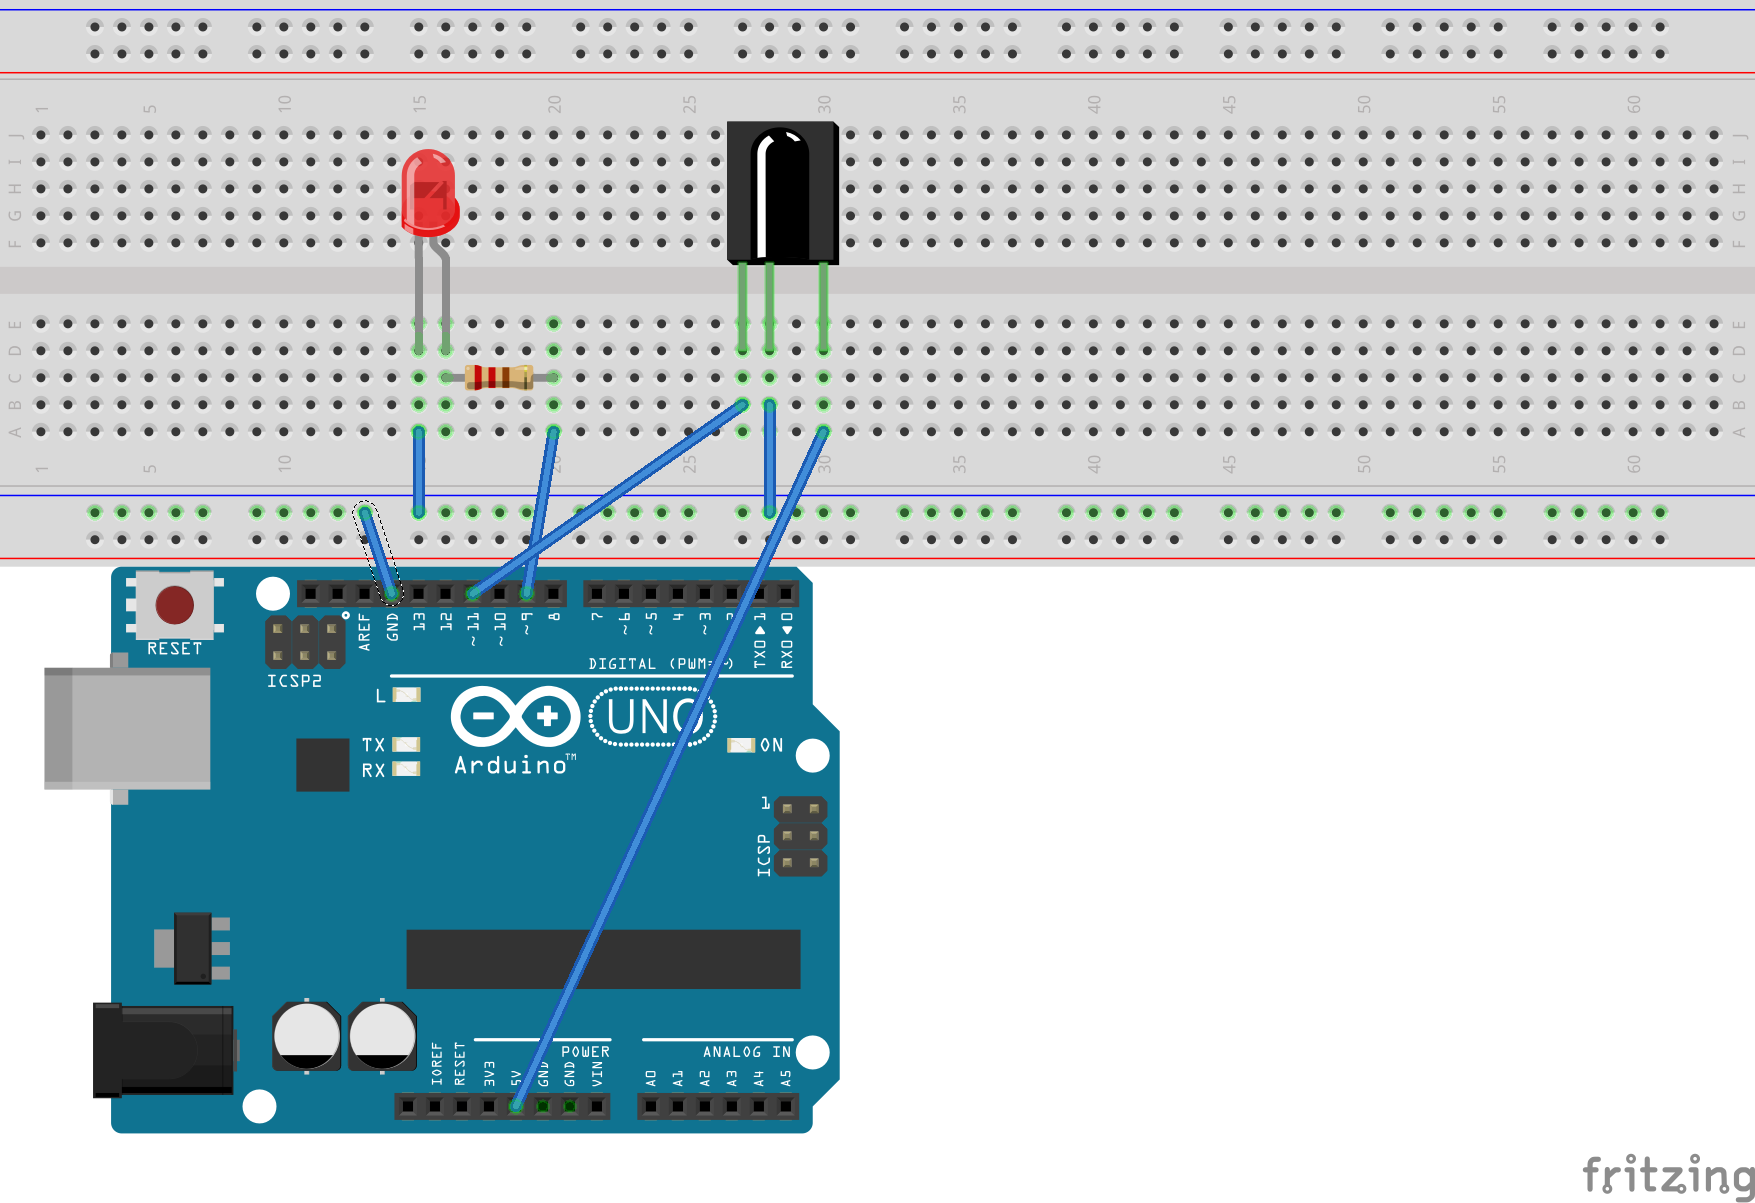 1 5 10 15 20 25 30 35 40 45 50 55 60
J J
I I
H H
G G
F F
E E
D D
C C
B B
A A
1 5 10 15 20 25 30 35 40 45 50 55 60
RESET
ICSP2
AREF
GND
13
12
~11
~10
~9
8
7
~6
~5
4
~3
2
TX0▶1
RX0◀0
DIGITAL (PWM=~)
L
TX
RX
UNO
ON
Arduino™
1
ICSP
POWER
ANALOG IN
IOREF
RESET
3V3
5V
GND
GND
VIN
A0
A1
A2
A3
A4
A5
fritzing